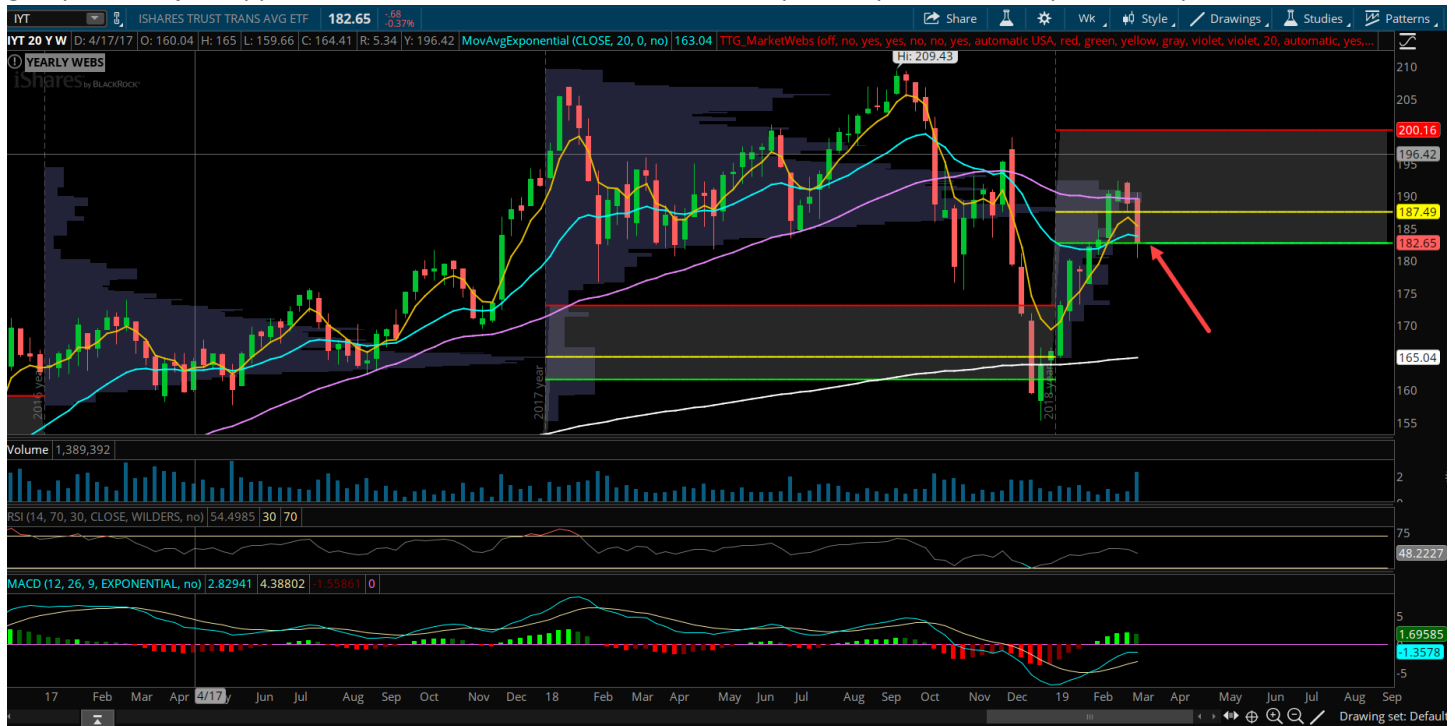 IYT ISHARES TRUST TRANS AVG ETF 182.65 -.68 -0.37% Share Wk Style Drawings Studies Patterns
IYT 20 Y W D: 4/17/17 O: 160.04 H: 165 L: 159.66 C: 164.41 R: 5.34 Y: 196.42 MovAvgExponential (CLOSE, 20, 0, no) 163.04 TTG_MarketWebs (off, no, yes, yes, no, no, yes, automatic USA, red, green, yellow, gray, violet, violet, 20, automatic, yes,...
YEARLY WEBS
iShares by BLACKROCK
Hi: 209.43
210
205
200.16
196.42
195
190
187.49
185
182.65
180
175
170
165.04
160
155
2016 year
2017 year
2018 year
Volume 1,389,392
2
RSI (14, 70, 30, CLOSE, WILDERS, no) 54.4985 30 70
75
48.2227
MACD (12, 26, 9, EXPONENTIAL, no) 2.82941 4.38802 -1.55861 0
5
1.69585
-1.3578
-5
17 Feb Mar Apr 4/17 y Jun Jul Aug Sep Oct Nov Dec 18 Feb Mar Apr May Jun Jul Aug Sep Oct Nov Dec 19 Feb Mar Apr May Jun Jul Aug Sep
Drawing set: Default